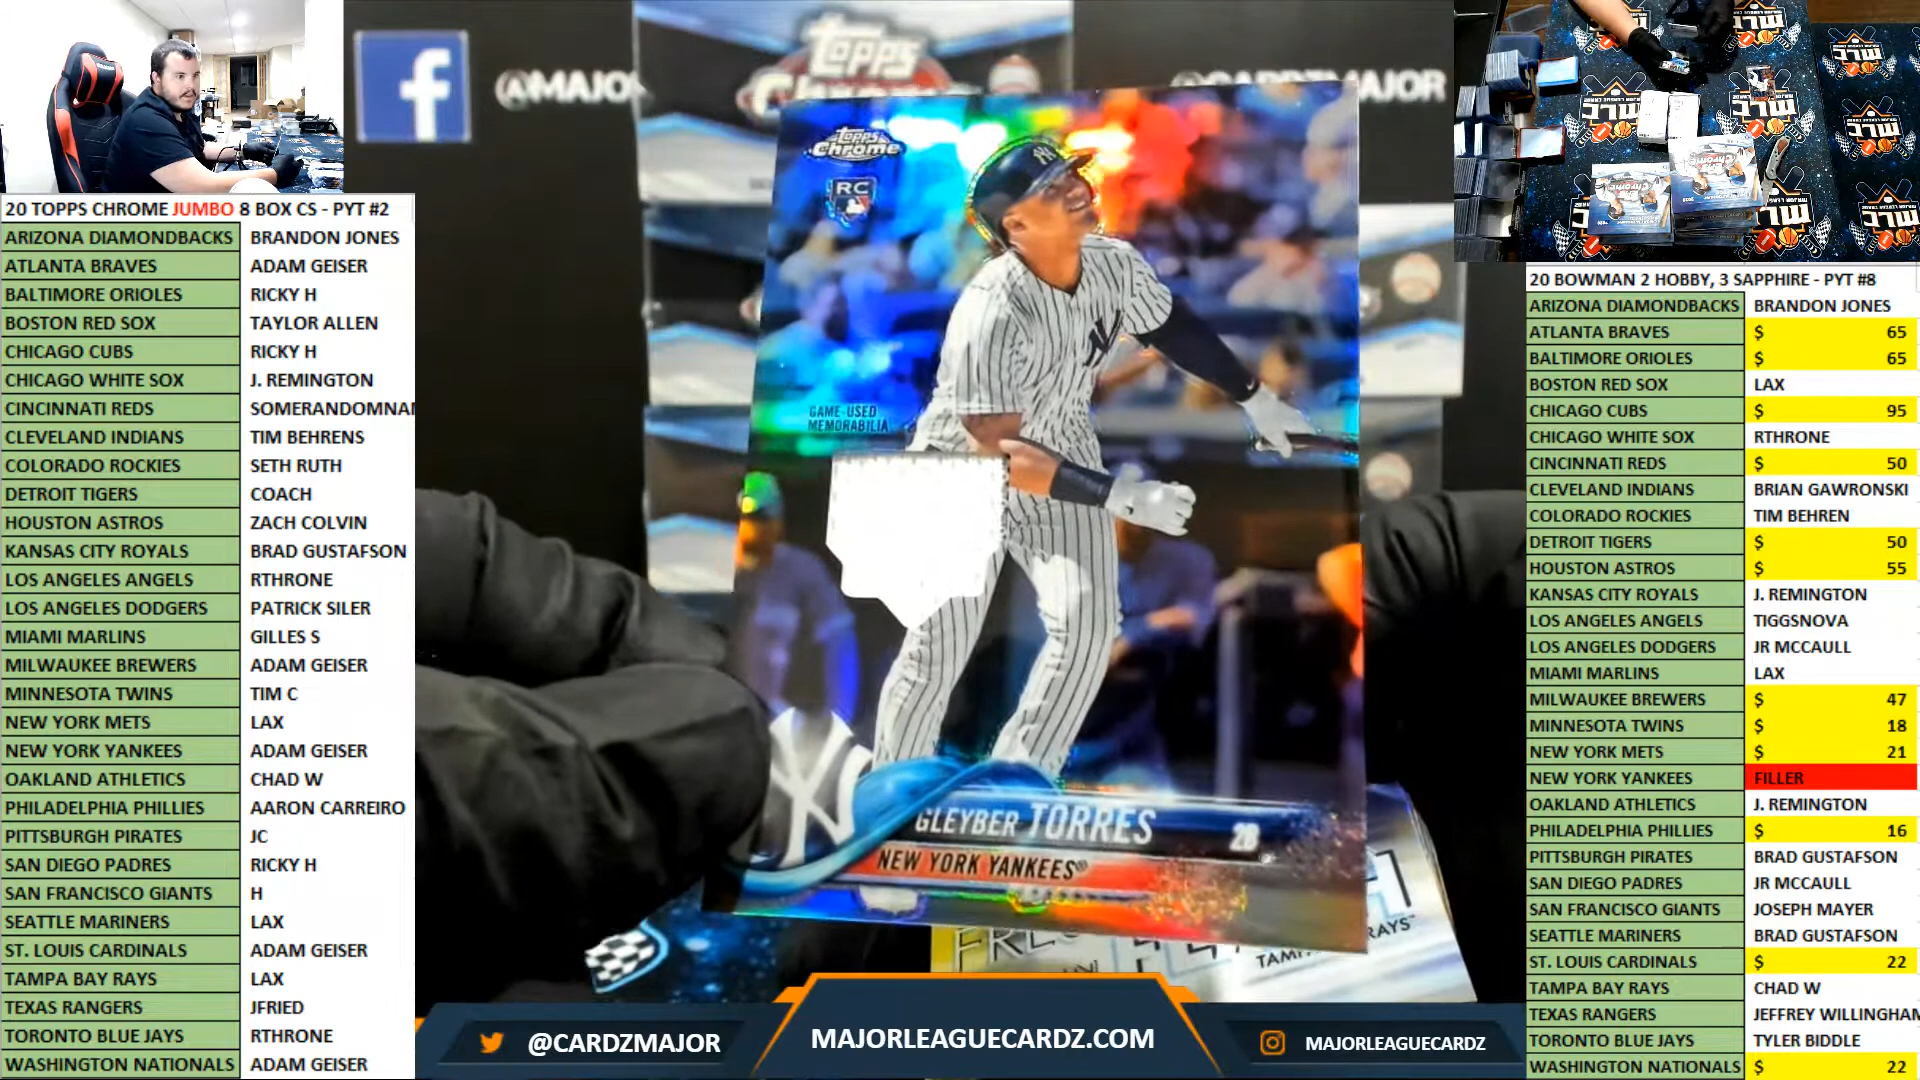 20 TOPPS CHROME JUMBO 8 BOX CS - PYT #2
ARIZONA DIAMONDBACKS BRANDON JONES
ATLANTA BRAVES ADAM GEISER
BALTIMORE ORIOLES RICKY H
BOSTON RED SOX TAYLOR ALLEN
CHICAGO CUBS RICKY H
CHICAGO WHITE SOX J. REMINGTON
CINCINNATI REDS SOMERANDOMNA
CLEVELAND INDIANS TIM BEHRENS
COLORADO ROCKIES SETH RUTH
DETROIT TIGERS COACH
HOUSTON ASTROS ZACH COLVIN
KANSAS CITY ROYALS BRAD GUSTAFSON
LOS ANGELES ANGELS RTHRONE
LOS ANGELES DODGERS PATRICK SILER
MIAMI MARLINS GILLES S
MILWAUKEE BREWERS ADAM GEISER
MINNESOTA TWINS TIM C
NEW YORK METS LAX
NEW YORK YANKEES ADAM GEISER
OAKLAND ATHLETICS CHAD W
PHILADELPHIA PHILLIES AARON CARREIRO
PITTSBURGH PIRATES JC
SAN DIEGO PADRES RICKY H
SAN FRANCISCO GIANTS H
SEATTLE MARINERS LAX
ST. LOUIS CARDINALS ADAM GEISER
TAMPA BAY RAYS LAX
TEXAS RANGERS JFRIED
TORONTO BLUE JAYS RTHRONE
WASHINGTON NATIONALS ADAM GEISER
f
@MAJO
@CARDZMAJOR
Topps
Chrome
Topps
Chrome
RC
GAME-USED
MEMORABILIA
GLEYBER TORRES 2B
NEW YORK YANKEES
RAYS
@CARDZMAJOR
MAJORLEAGUECARDZ.COM
MAJORLEAGUECARDZ
20 BOWMAN 2 HOBBY, 3 SAPPHIRE - PYT #8
ARIZONA DIAMONDBACKS BRANDON JONES
ATLANTA BRAVES $ 65
BALTIMORE ORIOLES $ 65
BOSTON RED SOX LAX
CHICAGO CUBS $ 95
CHICAGO WHITE SOX RTHRONE
CINCINNATI REDS $ 50
CLEVELAND INDIANS BRIAN GAWRONSKI
COLORADO ROCKIES TIM BEHREN
DETROIT TIGERS $ 50
HOUSTON ASTROS $ 55
KANSAS CITY ROYALS J. REMINGTON
LOS ANGELES ANGELS TIGGSNOVA
LOS ANGELES DODGERS JR MCCAULL
MIAMI MARLINS LAX
MILWAUKEE BREWERS $ 47
MINNESOTA TWINS $ 18
NEW YORK METS $ 21
NEW YORK YANKEES FILLER
OAKLAND ATHLETICS J. REMINGTON
PHILADELPHIA PHILLIES $ 16
PITTSBURGH PIRATES BRAD GUSTAFSON
SAN DIEGO PADRES JR MCCAULL
SAN FRANCISCO GIANTS JOSEPH MAYER
SEATTLE MARINERS BRAD GUSTAFSON
ST. LOUIS CARDINALS $ 22
TAMPA BAY RAYS CHAD W
TEXAS RANGERS JEFFREY WILLINGHAM
TORONTO BLUE JAYS TYLER BIDDLE
WASHINGTON NATIONALS $ 22